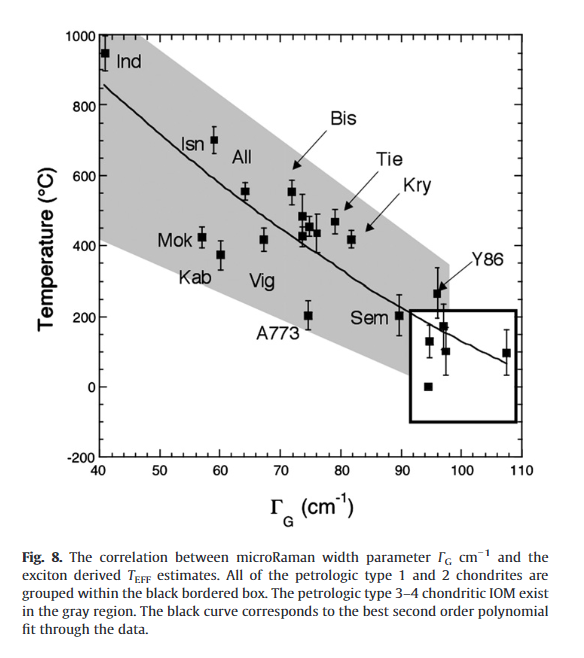 1000
800
600
400
200
0
-200
40
50
60
70
80
90
100
110
Temperature (°C)
Γ_G (cm⁻¹)
Ind
Isn
All
Bis
Tie
Kry
Mok
Kab
Vig
Y86
A773
Sem
Fig. 8. The correlation between microRaman width parameter Γ_G cm⁻¹ and the
exciton derived T_EFF estimates. All of the petrologic type 1 and 2 chondrites are
grouped within the black bordered box. The petrologic type 3–4 chondritic IOM exist
in the gray region. The black curve corresponds to the best second order polynomial
fit through the data.